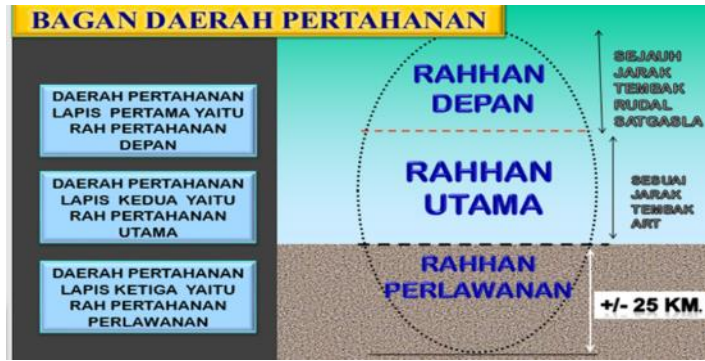 BAGAN DAERAH PERTAHANAN
DAERAH PERTAHANAN
LAPIS PERTAMA YAITU
RAH PERTAHANAN
DEPAN
DAERAH PERTAHANAN
LAPIS KEDUA YAITU
RAH PERTAHANAN
UTAMA
DAERAH PERTAHANAN
LAPIS KETIGA YAITU
RAH PERTAHANAN
PERLAWANAN
RAHHAN
DEPAN
RAHHAN
UTAMA
RAHHAN
PERLAWANAN
SEJAUH
JARAK
TEMBAK
RUDAL
SATGASLA
SESUAI
JARAK
TEMBAK
ART
+/- 25 KM.